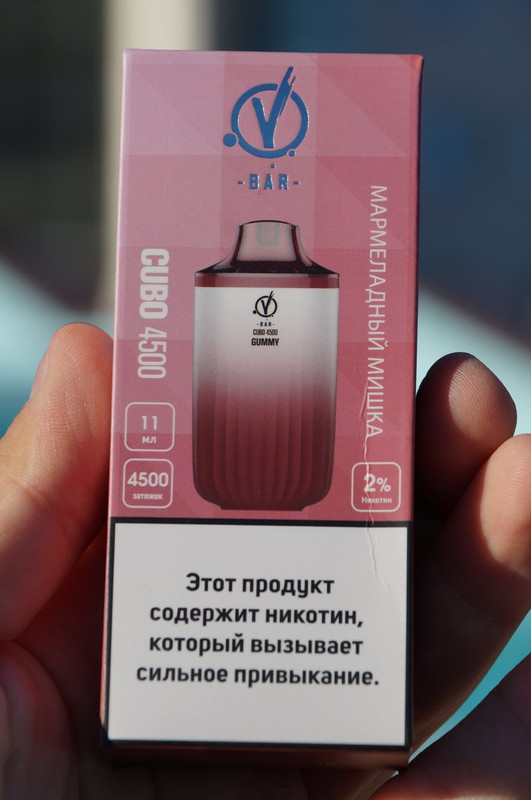 V
-BAR-
МАРМЕЛАДНЫЙ МИШКА
CUBO 4500
V
-BAR-
CUBO 4500
GUMMY
11
мл
4500
затяжек
2%
Никотин
Этот продукт
содержит никотин,
который вызывает
сильное привыкание.